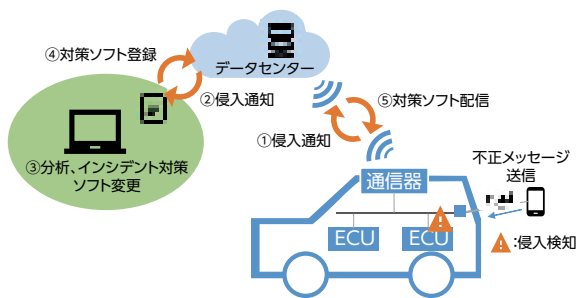 ④対策ソフト登録
データセンター
②侵入通知
⑤対策ソフト配信
①侵入通知
③分析、インシデント対策
ソフト変更
不正メッセージ
送信
通信器
ECU
ECU
:侵入検知